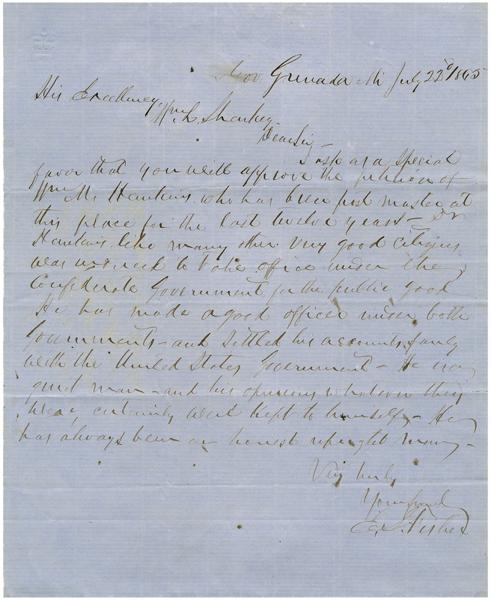 Near Grenada Mi July 22d 1865
His Excellency
Wm L. Sharkey
Dear Sir –
I ask as a special
favor that you will approve the petition of
Wm M. Hankins who has been post master at
this place for the last twelve years – Dr
Hankins like many other very good citizens
was induced to take office under the
Confederate Government for the public good
He has made a good officer under both
Governments – and settled his accounts fairly
with the United States Government – He is a
quiet man – and his opinions whatever they
were, certainly were kept to himself – He
has always been an honest upright man –
Very truly
Your friend
E. S. Fisher